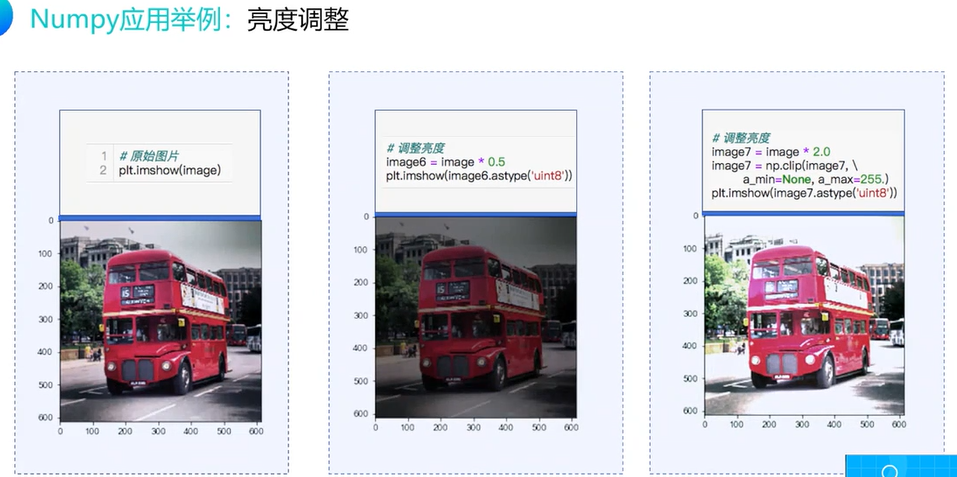 Numpy应用举例：亮度调整
1 # 原始图片
2 plt.imshow(image)
# 调整亮度
image6 = image * 0.5
plt.imshow(image6.astype('uint8'))
# 调整亮度
image7 = image * 2.0
image7 = np.clip(image7, \
a_min=None, a_max=255.)
plt.imshow(image7.astype('uint8'))
0
100
200
300
400
500
600
0 100 200 300 400 500 600
0
100
200
300
400
500
600
0 100 200 300 400 500 600
0
100
200
300
400
500
600
0 100 200 300 400 500 600
15
15